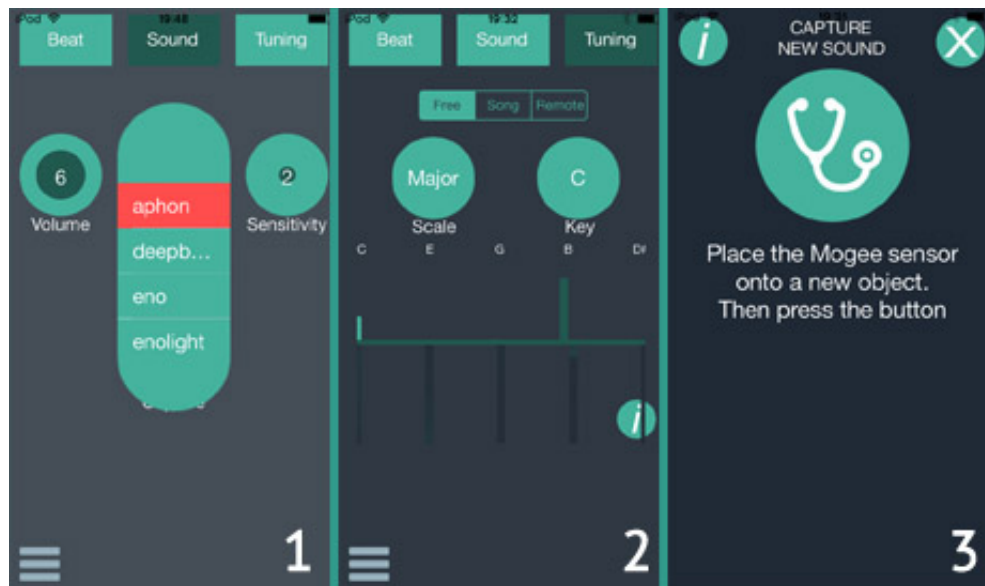 iPod 19:48
Beat Sound Tuning
6
Volume
2
Sensitivity
aphon
deepb...
eno
enolight
1
iPod 19:32
Beat Sound Tuning
Free Song Remote
Major
Scale
C
Key
C E G B D#
i
2
i
CAPTURE
NEW SOUND
X
Place the Mogee sensor
onto a new object.
Then press the button
3